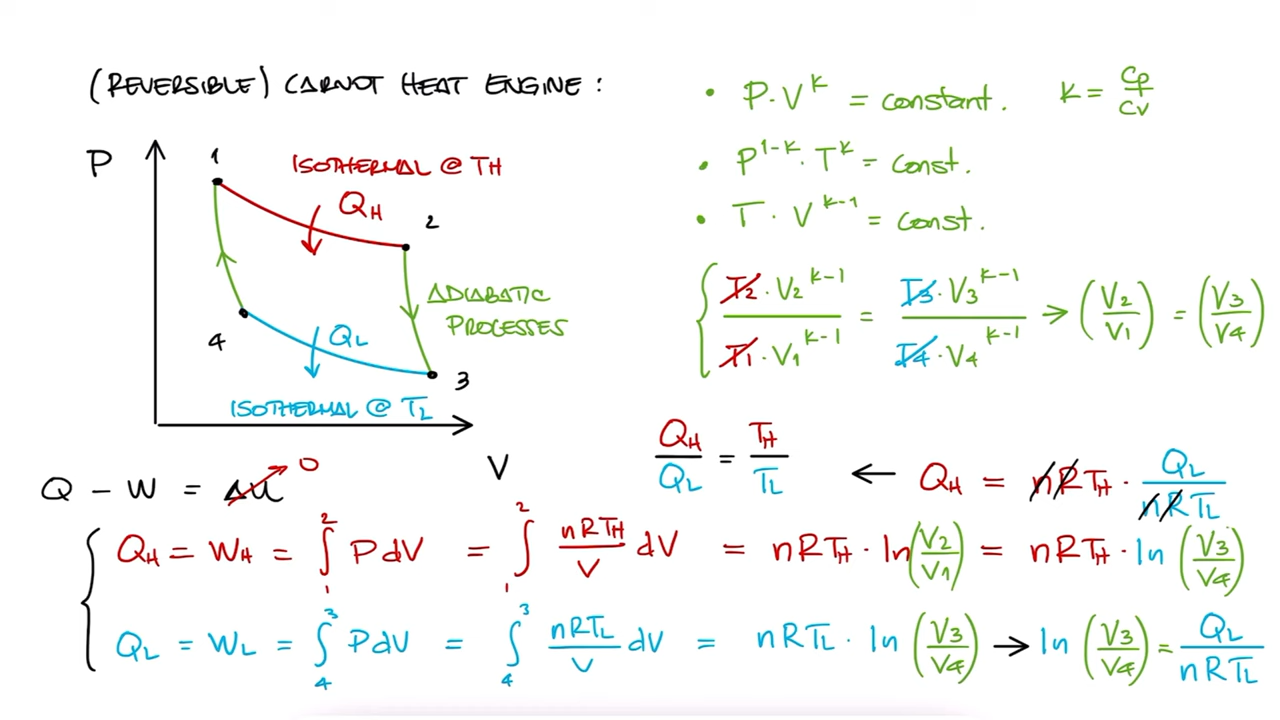 (REVERSIBLE) CARNOT HEAT ENGINE :
P
1
ISOTHERMAL @ TH
QH
2
ADIABATIC
PROCESSES
4
QL
3
ISOTHERMAL @ TL
V
• P · V^k = constant. K = Cp/Cv
• P^1-k · T^k = const.
• T · V^k-1 = const.
{ T2 · V2^k-1 / T1 · V1^k-1 = T3 · V3^k-1 / T4 · V4^k-1 → (V2/V1) = (V3/V4)
QH/QL = TH/TL ← QH = nRTH · QL/nRTL
Q - W = ΔU 0
{ QH = WH = ∫₁² PdV = ∫₁² nRTH/V dV = nRTH · ln(V2/V1) = nRTH · ln (V3/V4)
QL = WL = ∫₄³ PdV = ∫₄³ nRTL/V dV = nRTL · ln (V3/V4) → ln (V3/V4) = QL/nRTL